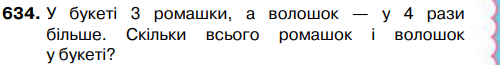 634. У букеті 3 ромашки, а волошок — у 4 рази
більше. Скільки всього ромашок і волошок
у букеті?